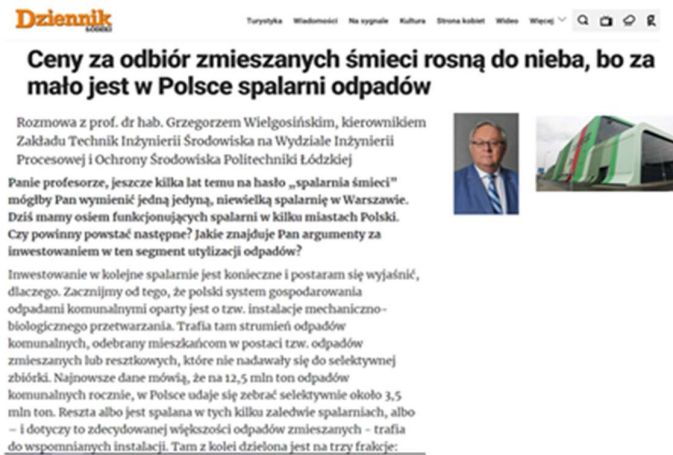 Dziennik
ŁÓDZKI
Turystyka Wiadomości Na sygnale Kultura Strona kobiet Wideo Więcej
Ceny za odbiór zmieszanych śmieci rosną do nieba, bo za
mało jest w Polsce spalarni odpadów
Rozmowa z prof. dr hab. Grzegorzem Wielgosińskim, kierownikiem
Zakładu Technik Inżynierii Środowiska na Wydziale Inżynierii
Procesowej i Ochrony Środowiska Politechniki Łódzkiej
Panie profesorze, jeszcze kilka lat temu na hasło „spalarnia śmieci”
mógłby Pan wymienić jedną jedyną, niewielką spalarnię w Warszawie.
Dziś mamy osiem funkcjonujących spalarni w kilku miastach Polski.
Czy powinny powstać następne? Jakie znajduje Pan argumenty za
inwestowaniem w ten segment utylizacji odpadów?
Inwestowanie w kolejne spalarnie jest konieczne i postaram się wyjaśnić,
dlaczego. Zacznijmy od tego, że polski system gospodarowania
odpadami komunalnymi oparty jest o tzw. instalacje mechaniczno-
biologicznego przetwarzania. Trafia tam strumień odpadów
komunalnych, odebrany mieszkańcom w postaci tzw. odpadów
zmieszanych lub resztkowych, które nie nadawały się do selektywnej
zbiórki. Najnowsze dane mówią, że na 12,5 mln ton odpadów
komunalnych rocznie, w Polsce udaje się zebrać selektywnie około 3,5
mln ton. Reszta albo jest spalana w tych kilku zaledwie spalarniach, albo
– i dotyczy to zdecydowanej większości odpadów zmieszanych - trafia
do wspomnianych instalacji. Tam z kolei dzielona jest na trzy frakcje: